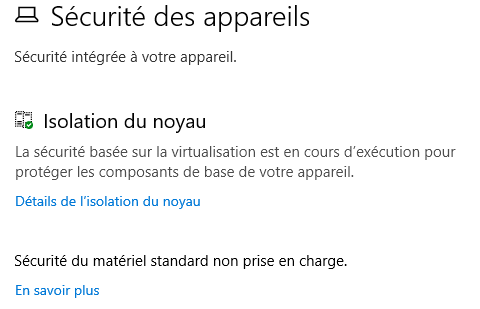 Sécurité des appareils
Sécurité intégrée à votre appareil.
Isolation du noyau
La sécurité basée sur la virtualisation est en cours d’exécution pour
protéger les composants de base de votre appareil.
Détails de l’isolation du noyau
Sécurité du matériel standard non prise en charge.
En savoir plus